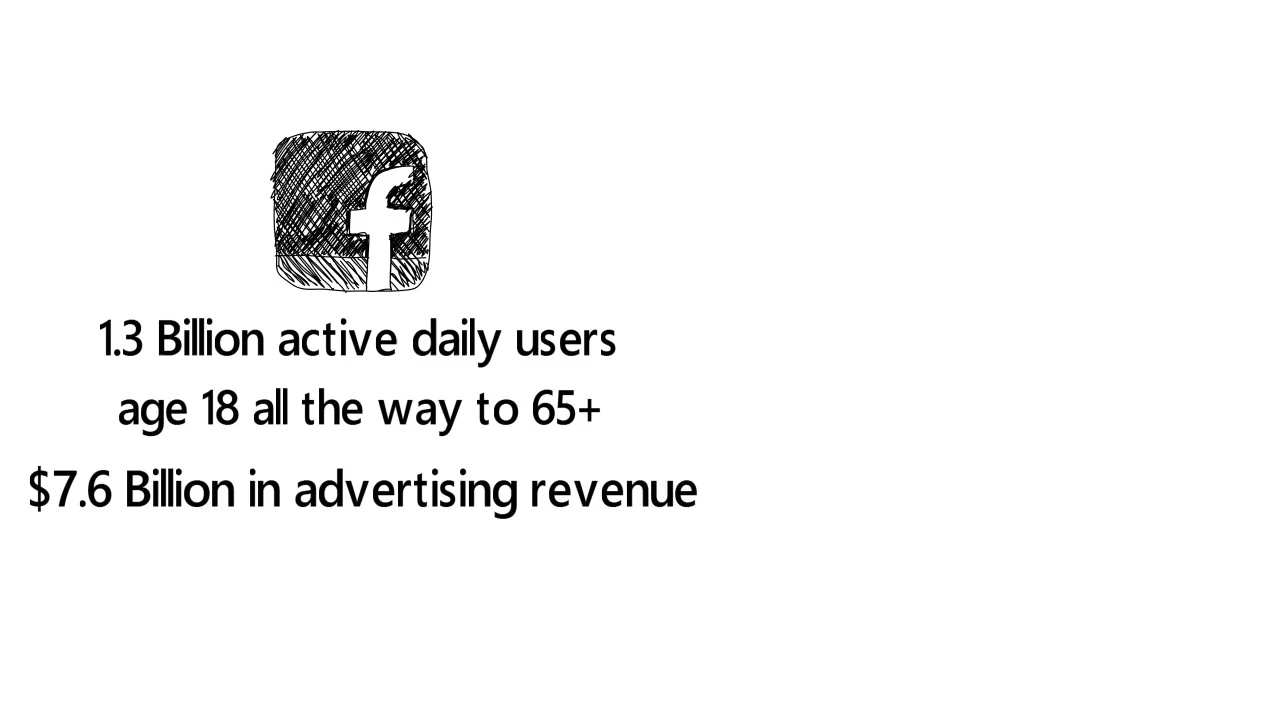 f
1.3 Billion active daily users
age 18 all the way to 65+
$7.6 Billion in advertising revenue